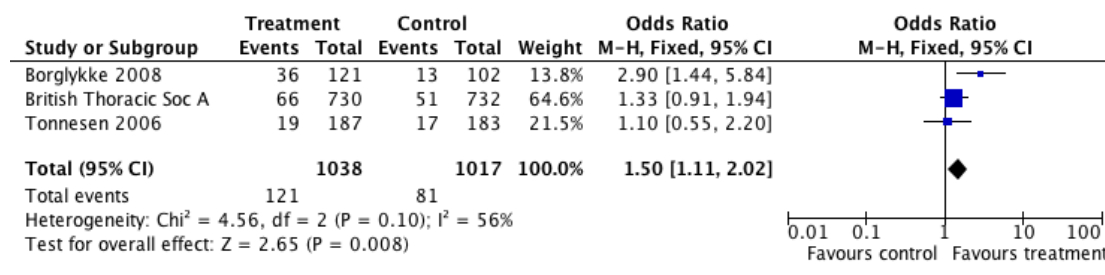 Treatment Control Odds Ratio Odds Ratio
Study or Subgroup Events Total Events Total Weight M-H, Fixed, 95% CI M-H, Fixed, 95% CI
Borglykke 2008 36 121 13 102 13.8% 2.90 [1.44, 5.84]
British Thoracic Soc A 66 730 51 732 64.6% 1.33 [0.91, 1.94]
Tonnesen 2006 19 187 17 183 21.5% 1.10 [0.55, 2.20]
Total (95% CI) 1038 1017 100.0% 1.50 [1.11, 2.02]
Total events 121 81
Heterogeneity: Chi² = 4.56, df = 2 (P = 0.10); I² = 56%
Test for overall effect: Z = 2.65 (P = 0.008)
0.01 0.1 1 10 100
Favours control Favours treatment